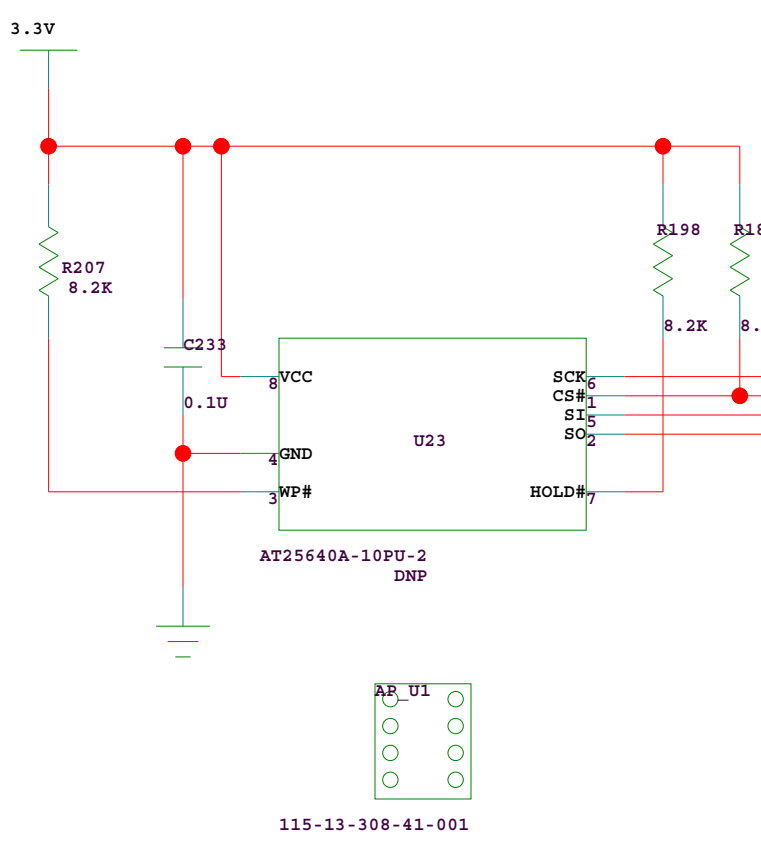 3.3V
R198
R18
R207
8.2K
8.2K
8.
C233
0.1U
8
VCC
SCK
6
CS#
1
SI
5
SO
2
U23
4
GND
3
WP#
HOLD#
7
AT25640A-10PU-2
DNP
AP_U1
115-13-308-41-001